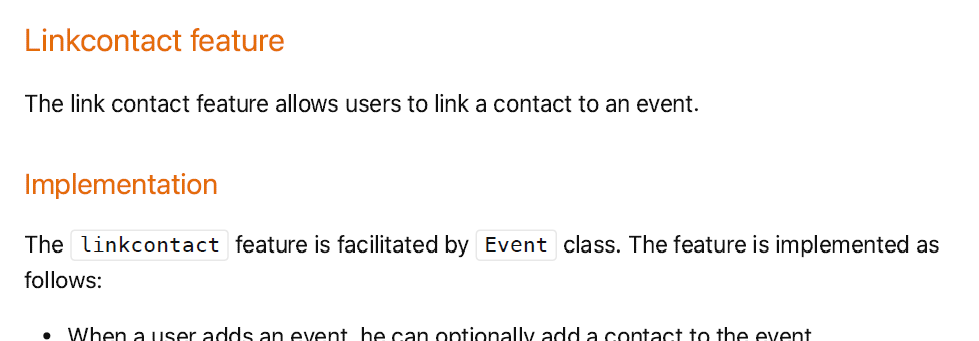 Linkcontact feature
The link contact feature allows users to link a contact to an event.
Implementation
The linkcontact feature is facilitated by Event class. The feature is implemented as
follows:
• When a user adds an event, he can optionally add a contact to the event